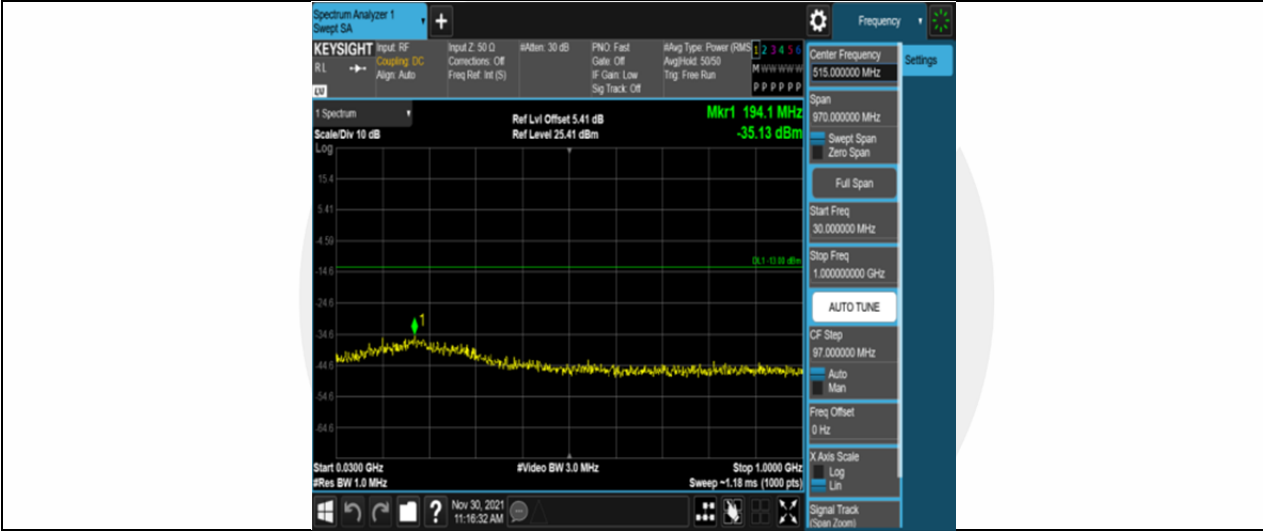 Spectrum Analyzer 1
Swept SA
+
Frequency
KEYSIGHT
Input: RF
Coupling: DC
Align: Auto
RL
Input Z: 50 Ω
Corrections: Off
Freq Ref: Int (S)
#Atten: 30 dB
PNO: Fast
Gate: Off
IF Gain: Low
Sig Track: Off
#Avg Type: Power (RMS
Avg|Hold: 50/50
Trig: Free Run
1 2 3 4 5 6
M W W W W W
P P P P P P
1 Spectrum
Scale/Div 10 dB
Log
Ref Lvl Offset 5.41 dB
Ref Level 25.41 dBm
Mkr1 194.1 MHz
-35.13 dBm
15.4
5.41
-4.59
DL1 -13.00 dBm
-14.6
-24.6
1
-34.6
-44.6
-54.6
-64.6
Start 0.0300 GHz
#Res BW 1.0 MHz
#Video BW 3.0 MHz
Stop 1.0000 GHz
Sweep ~1.18 ms (1000 pts)
?
Nov 30, 2021
11:16:32 AM
Center Frequency
515.000000 MHz
Settings
Span
970.000000 MHz
Swept Span
Zero Span
Full Span
Start Freq
30.000000 MHz
Stop Freq
1.000000000 GHz
AUTO TUNE
CF Step
97.000000 MHz
Auto
Man
Freq Offset
0 Hz
X Axis Scale
Log
Lin
Signal Track
(Span Zoom)